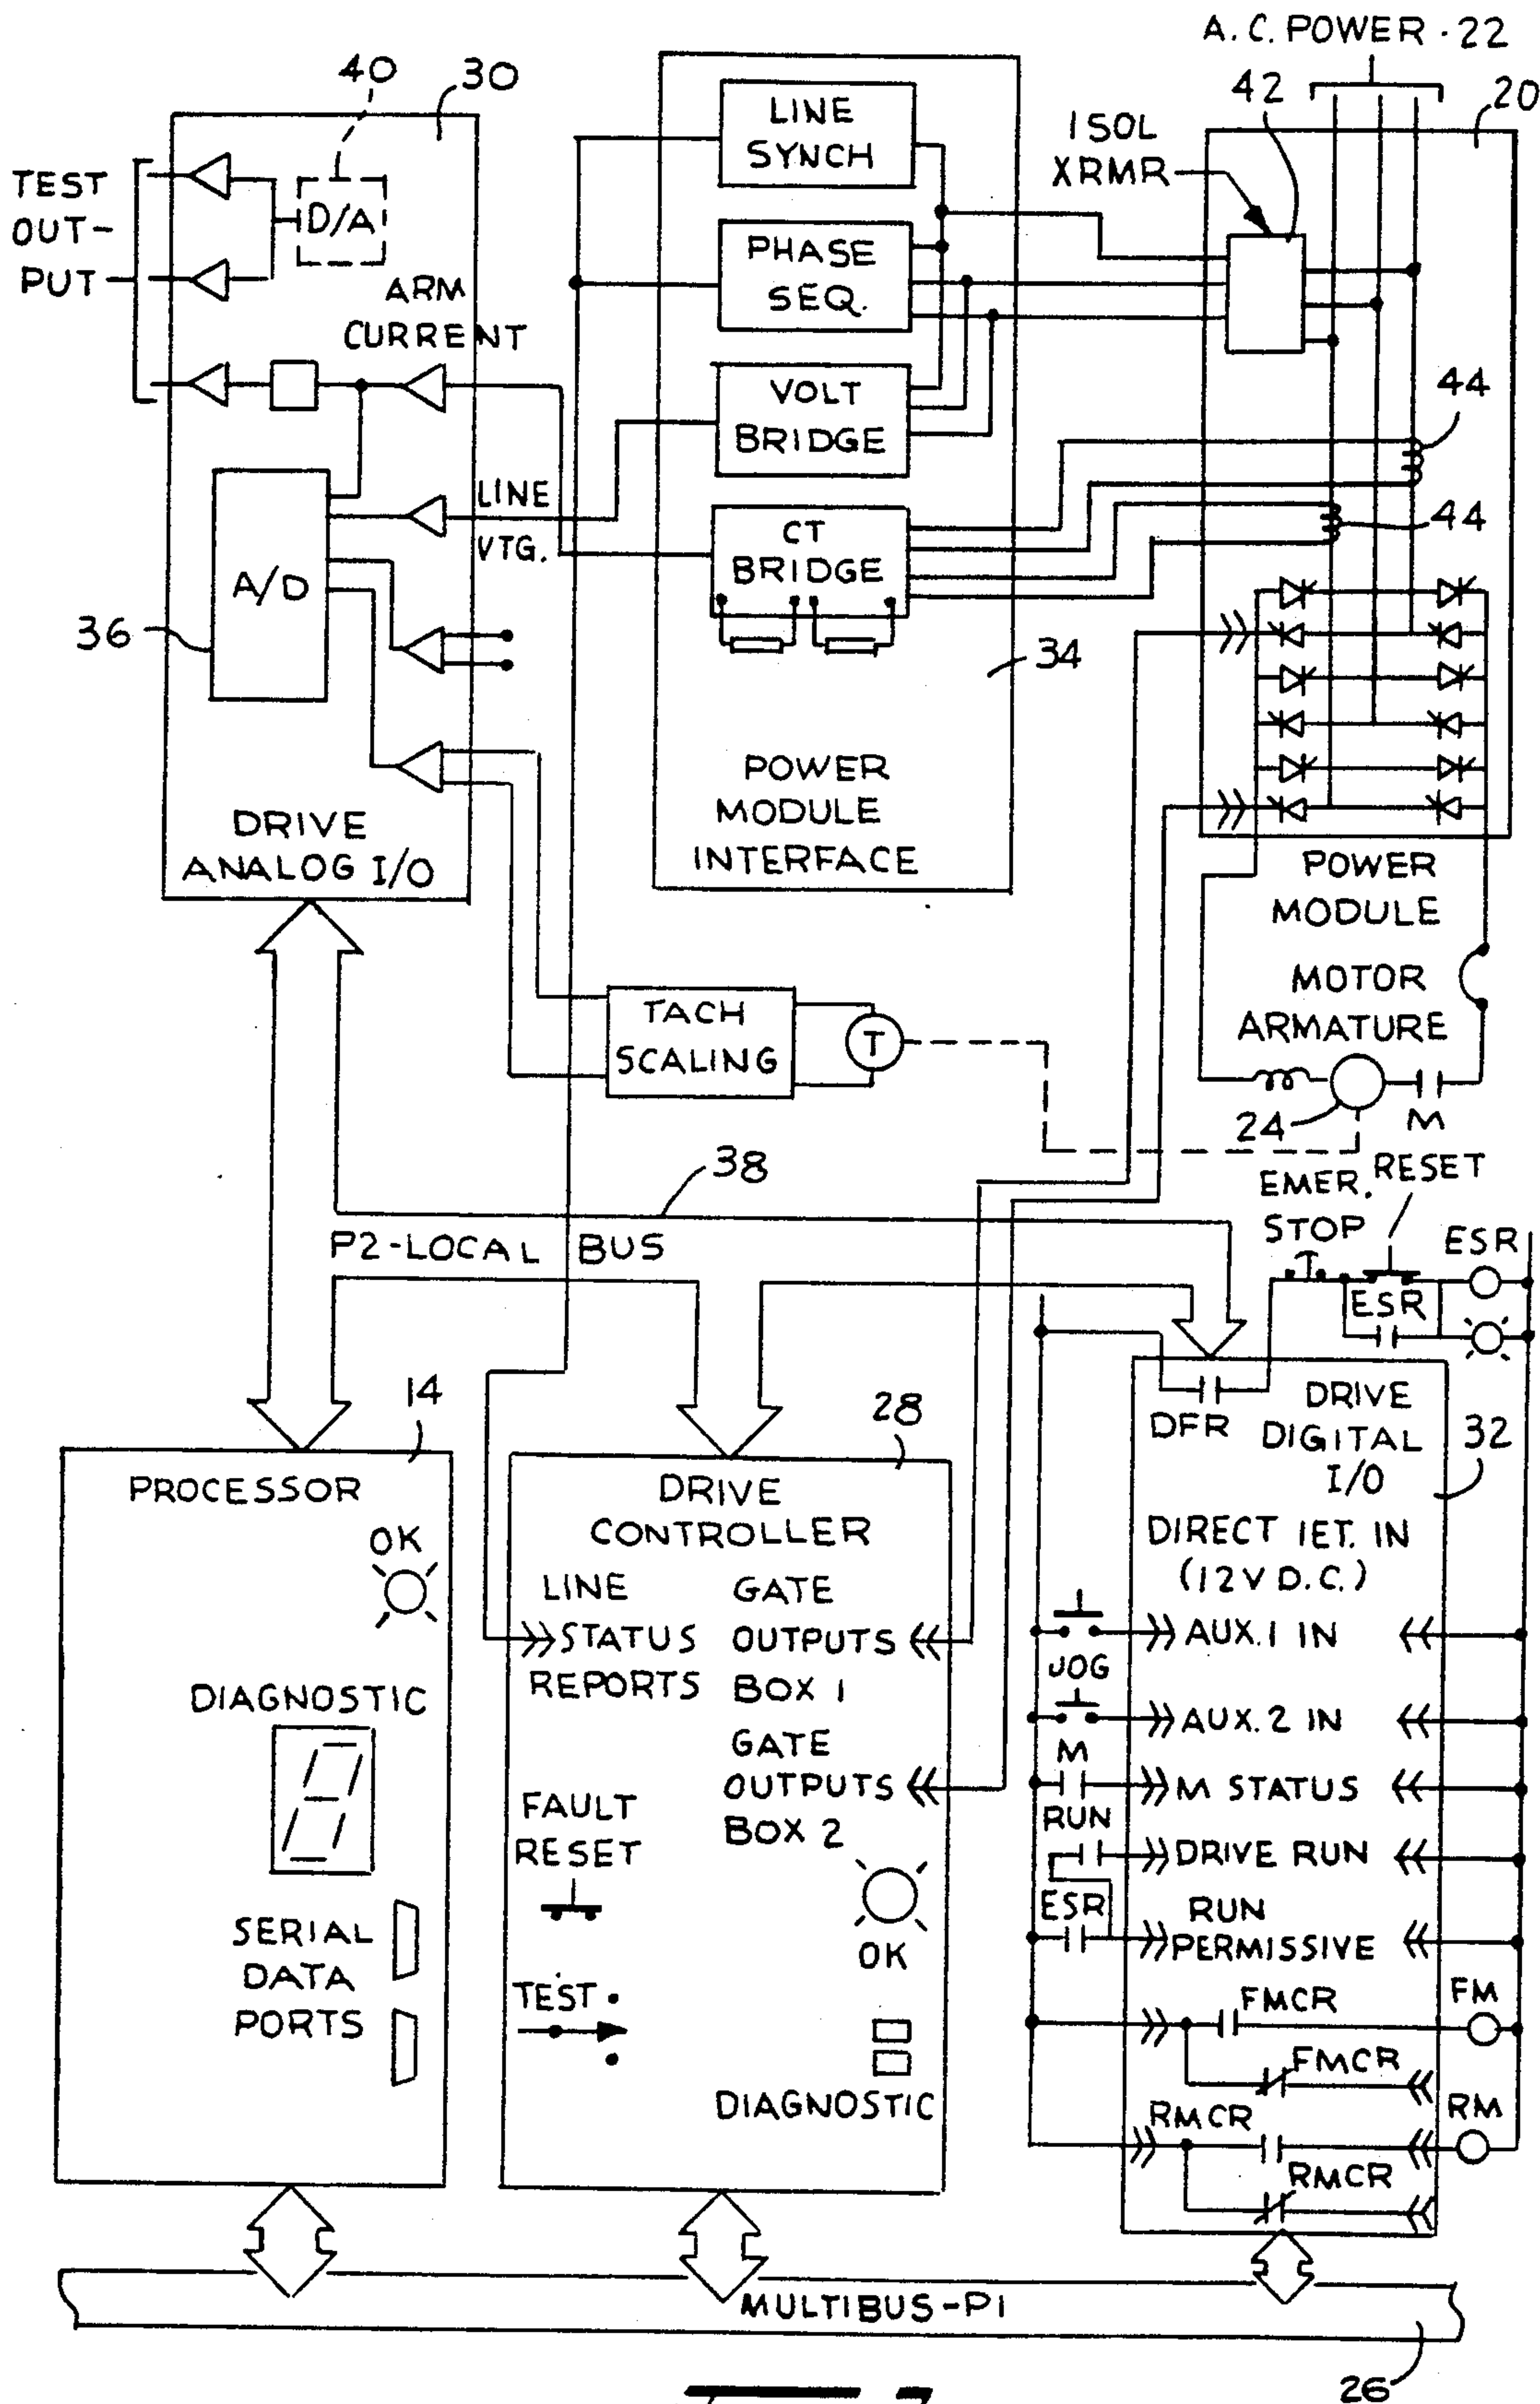 A.C. POWER - 22
40
30
42
20
LINE
SYNCH
ISOL
XRMR
TEST
OUT-
PUT
D/A
PHASE
SEQ.
ARM
CURRENT
VOLT
BRIDGE
44
LINE
VTG.
CT
BRIDGE
44
A/D
36
34
POWER
MODULE
INTERFACE
DRIVE
ANALOG I/O
POWER
MODULE
MOTOR
ARMATURE
TACH
SCALING
T
24
M
38
EMER.
STOP
RESET
ESR
P2-LOCAL BUS
ESR
14
28
DFR
DRIVE
DIGITAL
I/O
32
PROCESSOR
OK
DRIVE
CONTROLLER
DIRECT IET. IN
(12V D.C.)
LINE
STATUS
REPORTS
GATE
OUTPUTS
BOX 1
AUX. 1 IN
JOG
DIAGNOSTIC
GATE
OUTPUTS
BOX 2
AUX. 2 IN
M
M STATUS
FAULT
RESET
RUN
DRIVE RUN
ESR
RUN
PERMISSIVE
OK
SERIAL
DATA
PORTS
TEST
FMCR
FM
FMCR
DIAGNOSTIC
RMCR
RM
RMCR
MULTIBUS-P1
26